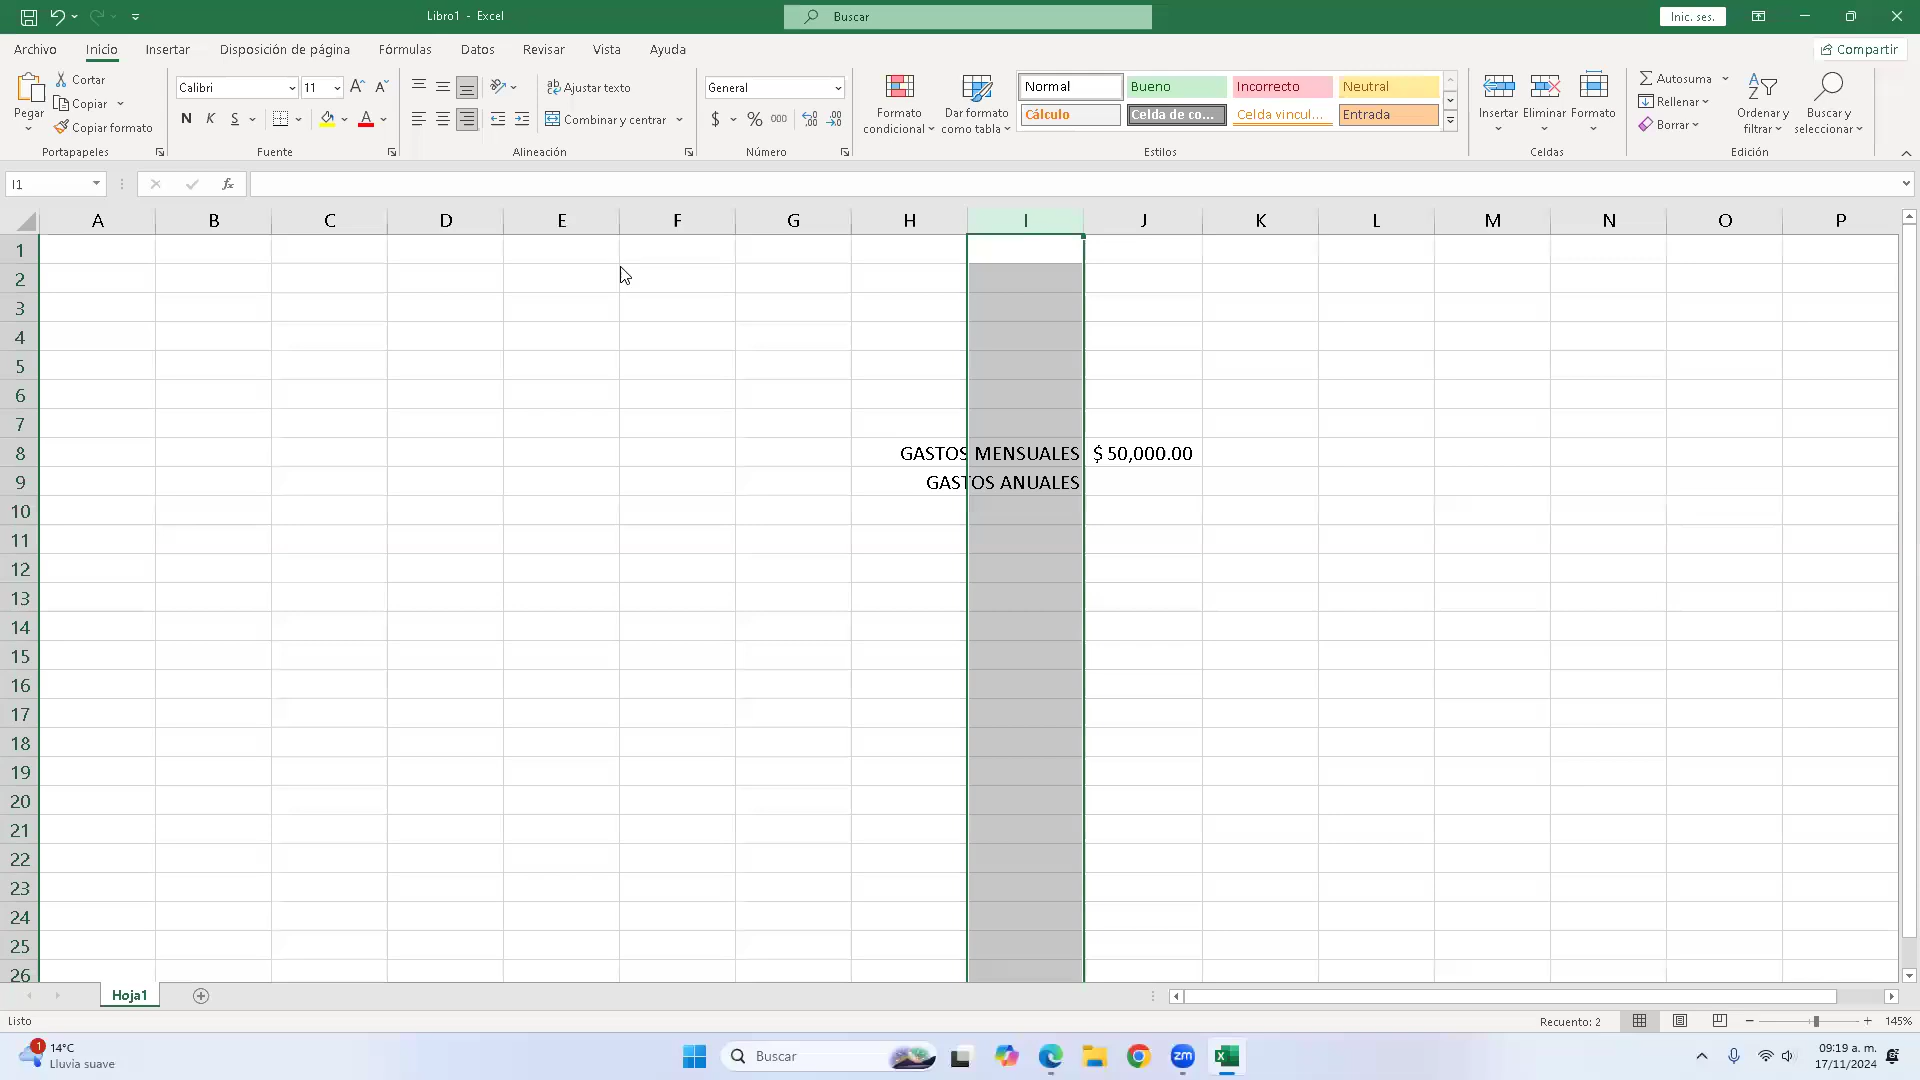 Libro1 - Excel
Buscar
Inic. ses.
Archivo
Inicio
Insertar
Disposición de página
Fórmulas
Datos
Revisar
Vista
Ayuda
Compartir
Pegar
Cortar
Copiar
Copiar formato
Portapapeles
Calibri
11
N K S
Fuente
Ajustar texto
Combinar y centrar
Alineación
General
$ % 000
Número
Formato condicional
Dar formato como tabla
Normal
Bueno
Incorrecto
Neutral
Cálculo
Celda de co...
Celda vincul...
Entrada
Estilos
Insertar
Eliminar
Formato
Celdas
Autosuma
Rellenar
Borrar
Ordenar y filtrar
Buscar y seleccionar
Edición
I1
fx
A B C D E F G H I J K L M N O P
1
2
3
4
5
6
7
8 GASTOS MENSUALES $ 50,000.00
9 GASTOS ANUALES
10
11
12
13
14
15
16
17
18
19
20
21
22
23
24
25
26
Hoja1
Listo
Recuento: 2
145%
1
14°C
Lluvia suave
Buscar
zm
09:19 a. m.
17/11/2024